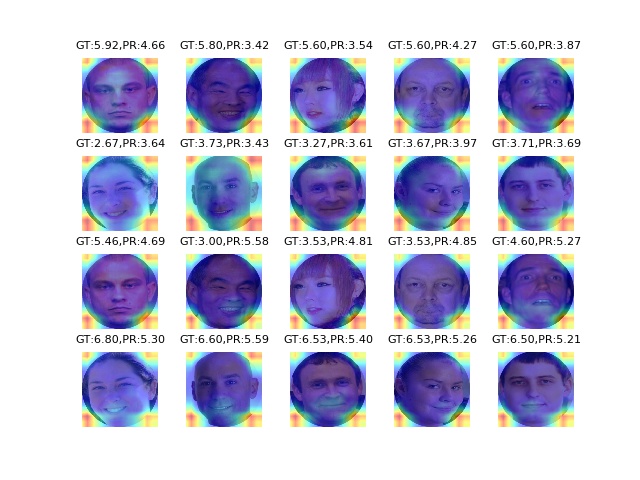 GT:5.92,PR:4.66 GT:5.80,PR:3.42 GT:5.60,PR:3.54 GT:5.60,PR:4.27 GT:5.60,PR:3.87
GT:2.67,PR:3.64 GT:3.73,PR:3.43 GT:3.27,PR:3.61 GT:3.67,PR:3.97 GT:3.71,PR:3.69
GT:5.46,PR:4.69 GT:3.00,PR:5.58 GT:3.53,PR:4.81 GT:3.53,PR:4.85 GT:4.60,PR:5.27
GT:6.80,PR:5.30 GT:6.60,PR:5.59 GT:6.53,PR:5.40 GT:6.53,PR:5.26 GT:6.50,PR:5.21